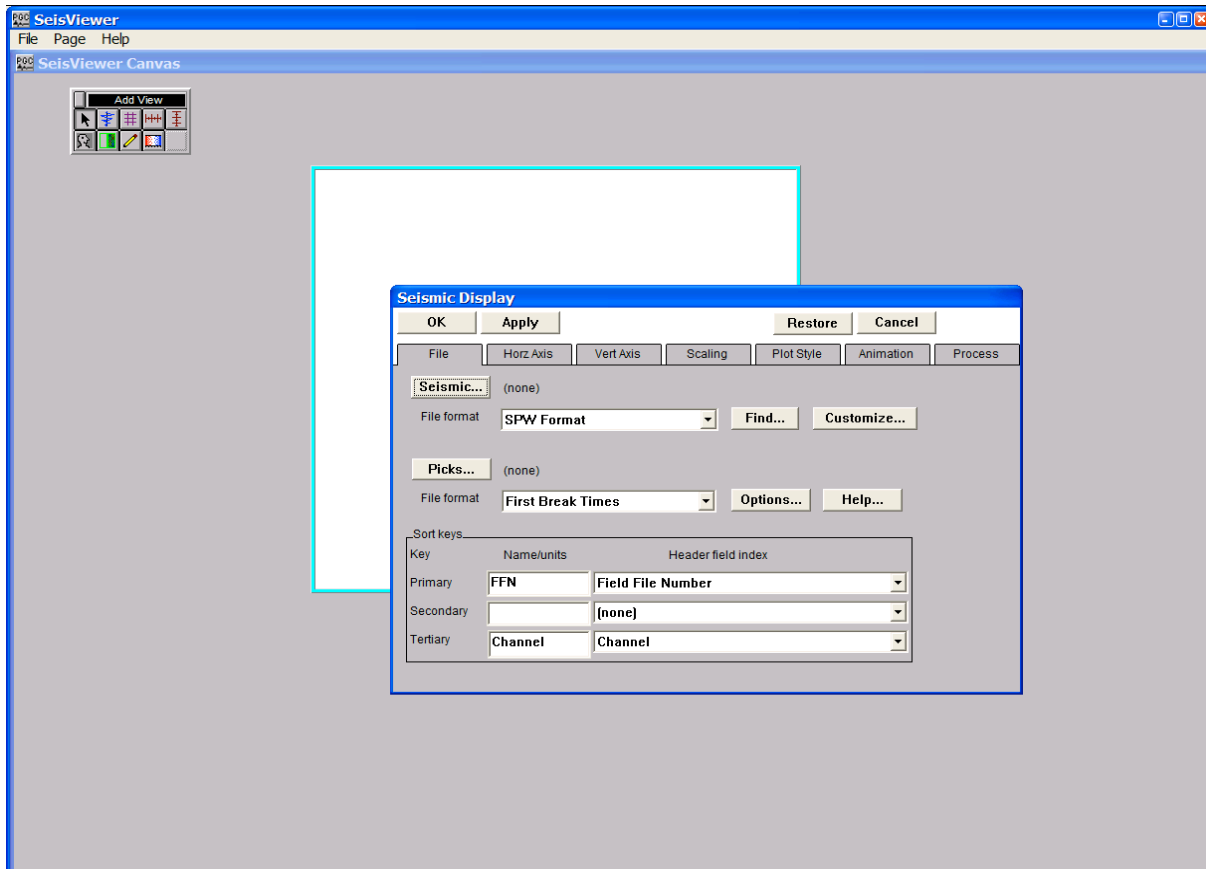 PGC SeisViewer
File Page Help
PGC SeisViewer Canvas
Add View
Seismic Display
OK Apply Restore Cancel
File Horz Axis Vert Axis Scaling Plot Style Animation Process
Seismic... (none)
File format SPW Format Find... Customize...
Picks... (none)
File format First Break Times Options... Help...
Sort keys
Key Name/units Header field index
Primary FFN Field File Number
Secondary (none)
Tertiary Channel Channel